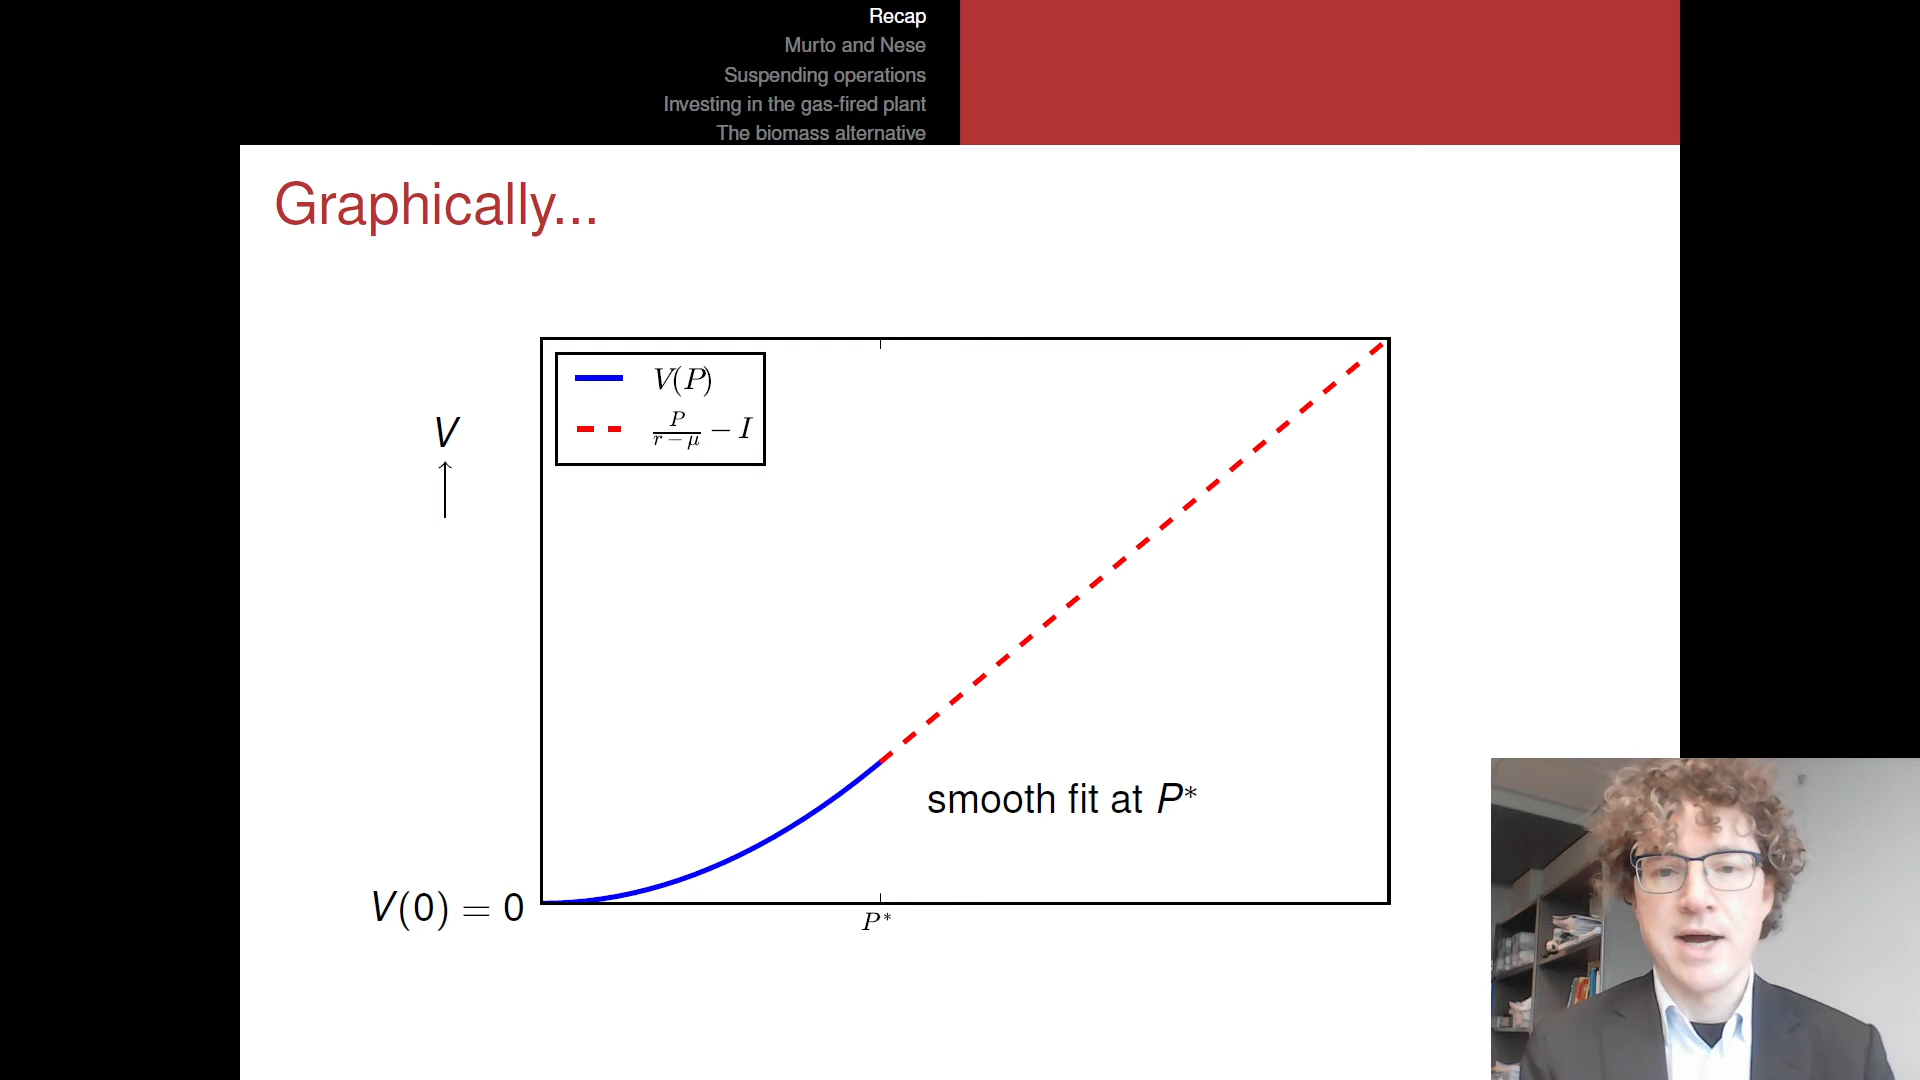 Recap
Murto and Nese
Suspending operations
Investing in the gas-fired plant
The biomass alternative
Graphically...
V(P)
P/(r − μ) − I
V
↑
smooth fit at P*
V(0) = 0
P*